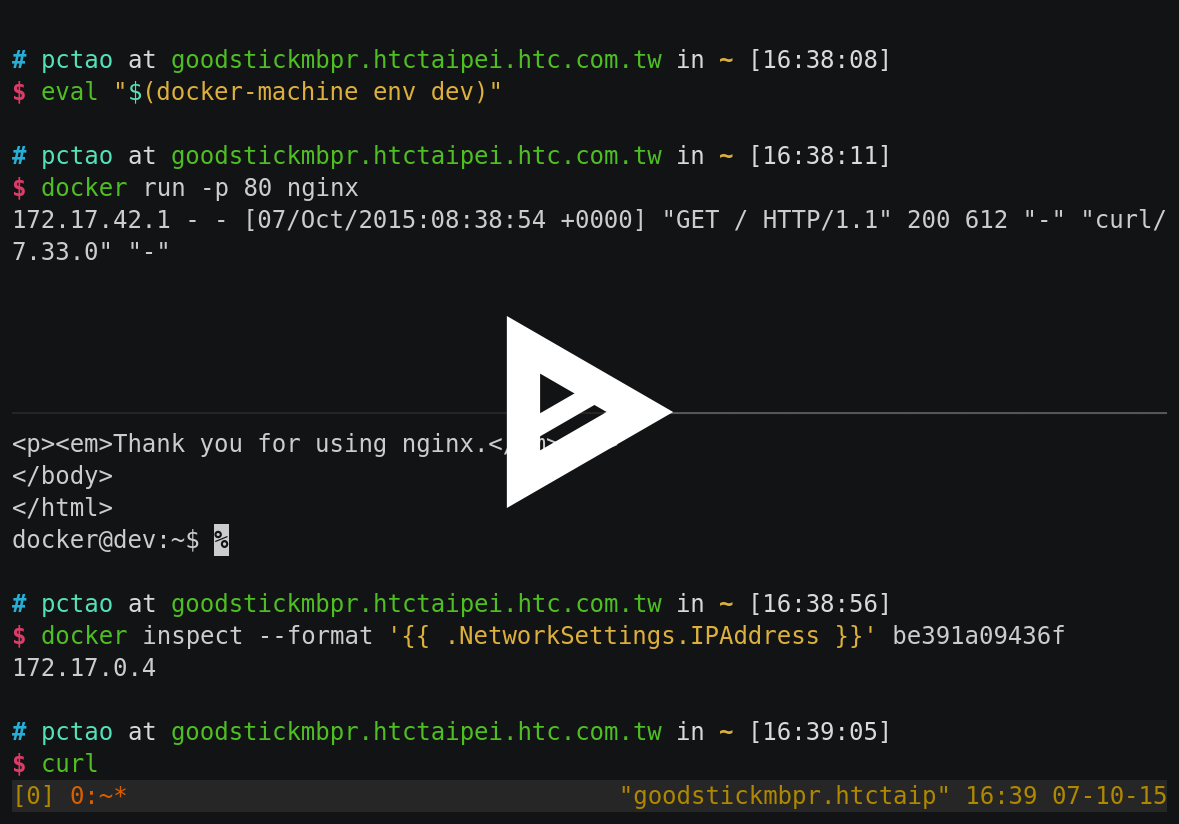 # pctao at goodstickmbpr.htctaipei.htc.com.tw in ~ [16:38:08]
$ eval "$(docker-machine env dev)"
# pctao at goodstickmbpr.htctaipei.htc.com.tw in ~ [16:38:11]
$ docker run -p 80 nginx
172.17.42.1 - - [07/Oct/2015:08:38:54 +0000] "GET / HTTP/1.1" 200 612 "-" "curl/
7.33.0" "-"
<p><em>Thank you for using nginx.</
</body>
</html>
docker@dev:~$ %
# pctao at goodstickmbpr.htctaipei.htc.com.tw in ~ [16:38:56]
$ docker inspect --format '{{ .NetworkSettings.IPAddress }}' be391a09436f
172.17.0.4
# pctao at goodstickmbpr.htctaipei.htc.com.tw in ~ [16:39:05]
$ curl
[0] 0:~* "goodstickmbpr.htctaip" 16:39 07-10-15